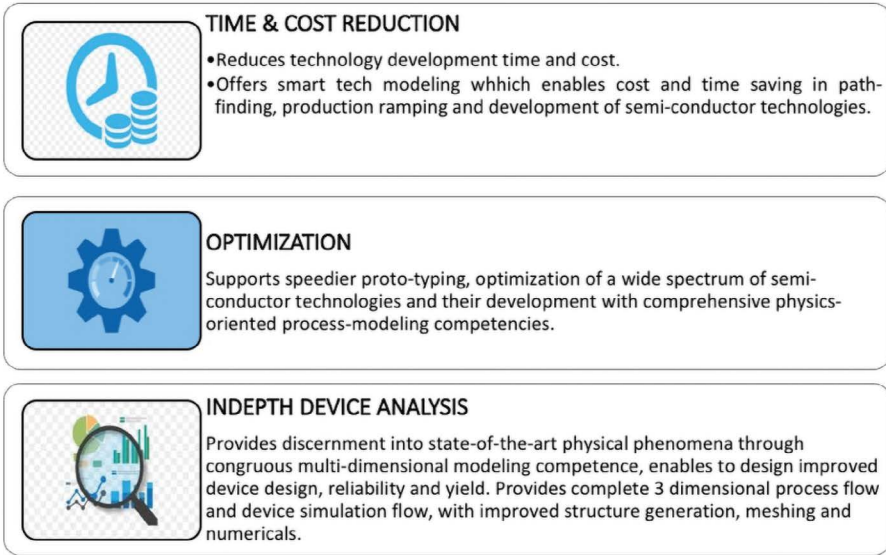 TIME & COST REDUCTION
•Reduces technology development time and cost.
•Offers smart tech modeling whhich enables cost and time saving in path-
finding, production ramping and development of semi-conductor technologies.
OPTIMIZATION
Supports speedier proto-typing, optimization of a wide spectrum of semi-
conductor technologies and their development with comprehensive physics-
oriented process-modeling competencies.
INDEPTH DEVICE ANALYSIS
Provides discernment into state-of-the-art physical phenomena through
congruous multi-dimensional modeling competence, enables to design improved
device design, reliability and yield. Provides complete 3 dimensional process flow
and device simulation flow, with improved structure generation, meshing and
numericals.